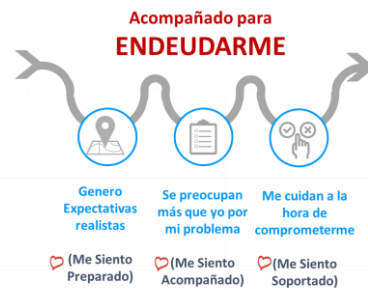 Acompañado para
ENDEUDARME
Genero
Expectativas
realistas
(Me Siento
Preparado)
Se preocupan
más que yo por
mi problema
(Me Siento
Acompañado)
Me cuidan a la
hora de
comprometerme
(Me Siento
Soportado)